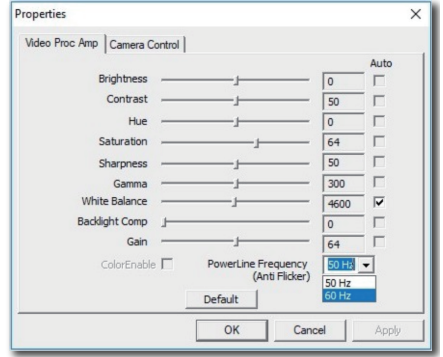 Properties
Video Proc Amp Camera Control
Auto
Brightness 0
Contrast 50
Hue 0
Saturation 64
Sharpness 50
Gamma 300
White Balance 4600
Backlight Comp 0
Gain 64
ColorEnable PowerLine Frequency 50 Hz
(Anti Flicker)
50 Hz
60 Hz
Default
OK Cancel Apply